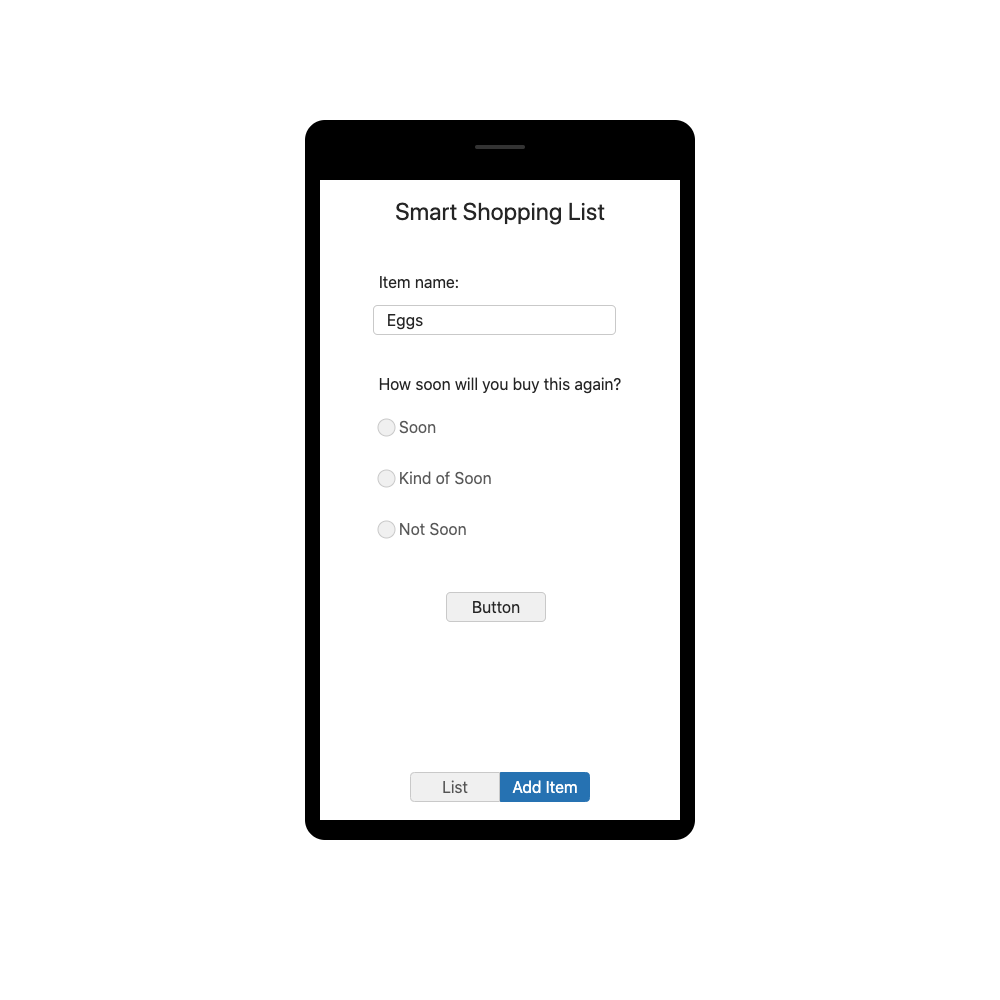 Smart Shopping List
Item name:
Eggs
How soon will you buy this again?
Soon
Kind of Soon
Not Soon
Button
List
Add Item